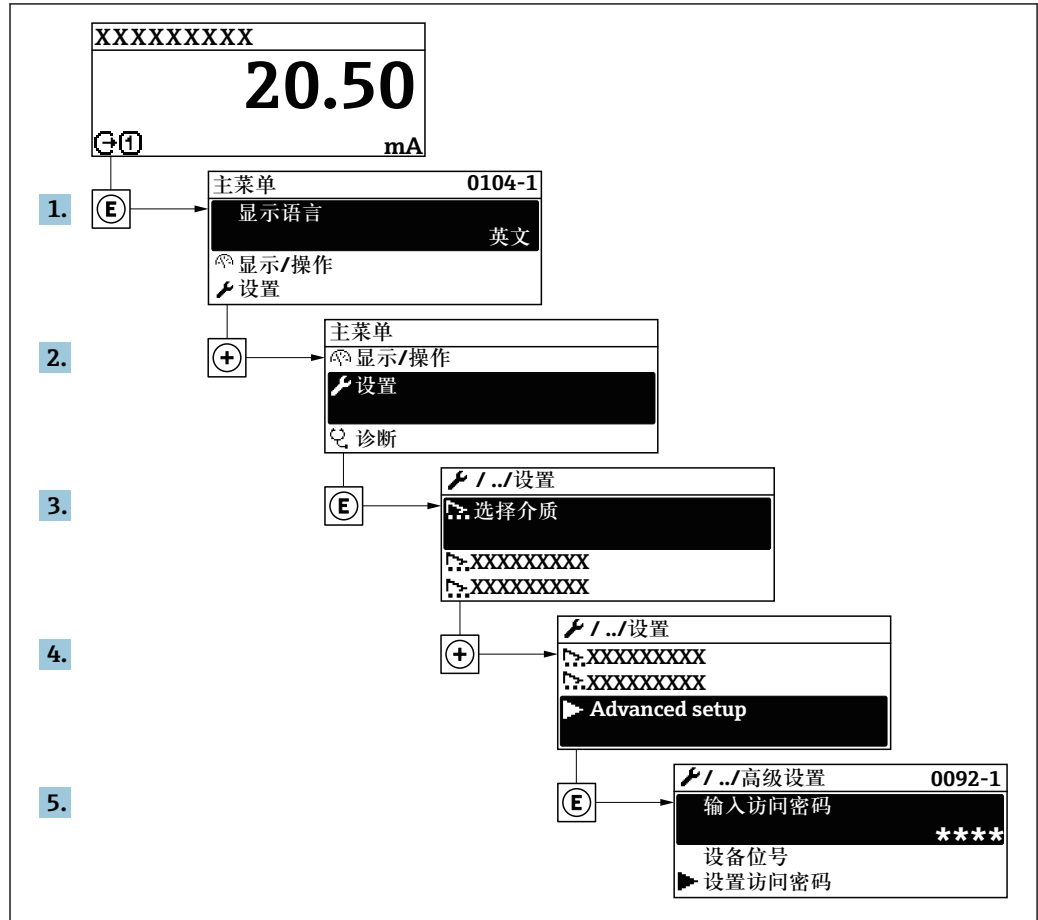 XXXXXXXXX
20.50
mA
1
1.
E
主菜单 0104-1
显示语言
英文
显示/操作
设置
2.
+
主菜单
显示/操作
设置
诊断
3.
E
/ ../设置
选择介质
XXXXXXXXX
XXXXXXXXX
4.
+
/ ../设置
XXXXXXXXX
XXXXXXXXX
Advanced setup
5.
E
/ ../高级设置 0092-1
输入访问密码
****
设备位号
设置访问密码